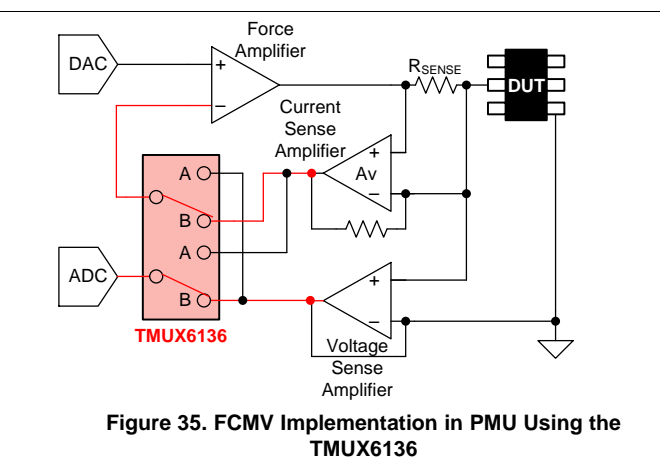 Force
Amplifier
DAC
+
−
RSENSE
DUT
Current
Sense
Amplifier
+
Av
−
A
B
A
B
ADC
TMUX6136
+
−
Voltage
Sense
Amplifier
Figure 35. FCMV Implementation in PMU Using the
TMUX6136